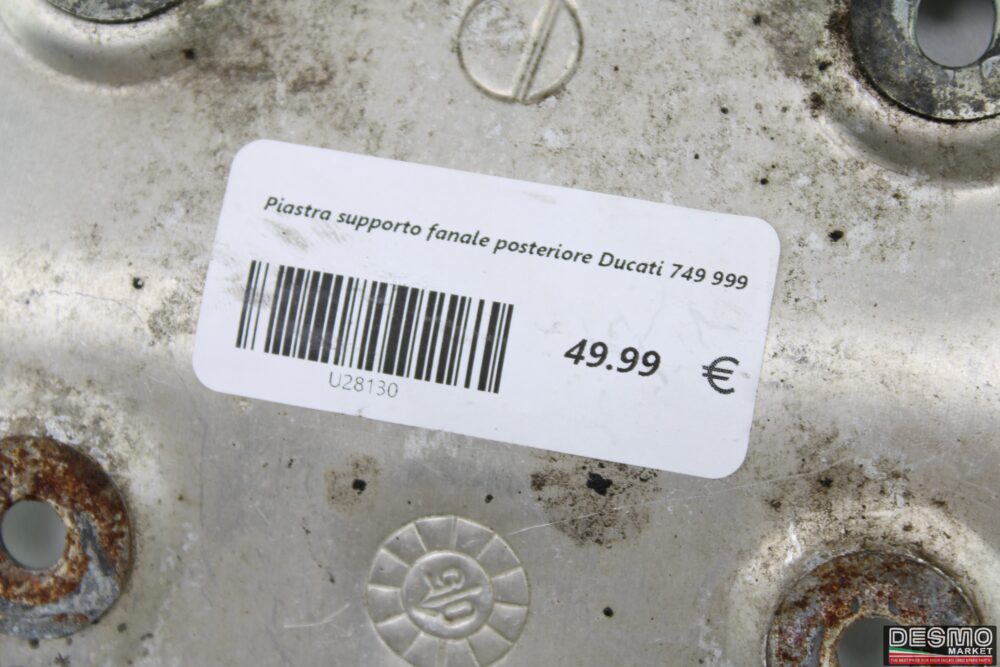 Piastra supporto fanale posteriore Ducati 749 999
49.99 €
U28130
DESMO
MARKET